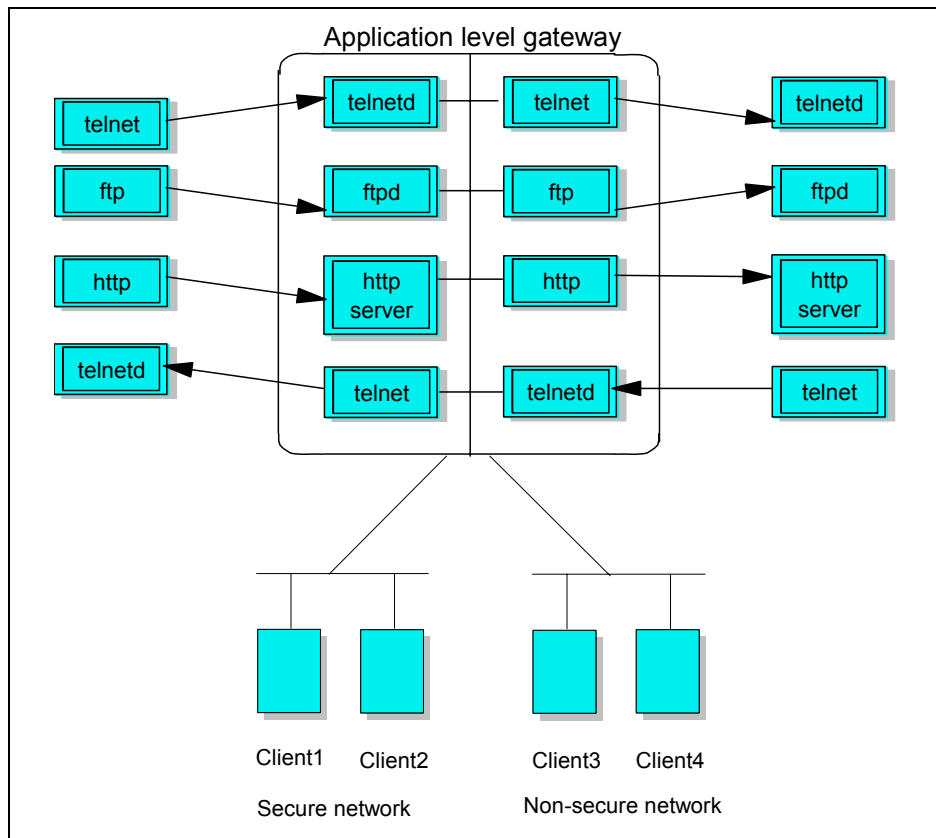 Application level gateway
telnet
telnetd
telnet
telnetd
ftp
ftpd
ftp
ftpd
http
http
server
http
http
server
telnetd
telnet
telnetd
telnet
Client1
Client2
Client3
Client4
Secure network
Non-secure network